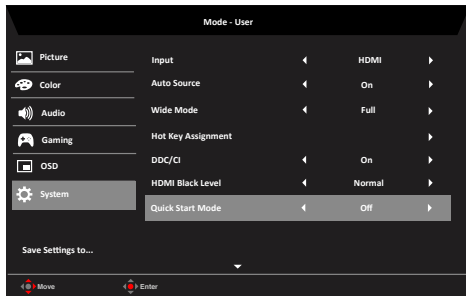 Mode - User
Picture
Color
Audio
Gaming
OSD
System
Input HDMI
Auto Source On
Wide Mode Full
Hot Key Assignment
DDC/CI On
HDMI Black Level Normal
Quick Start Mode Off
Save Settings to...
Move Enter